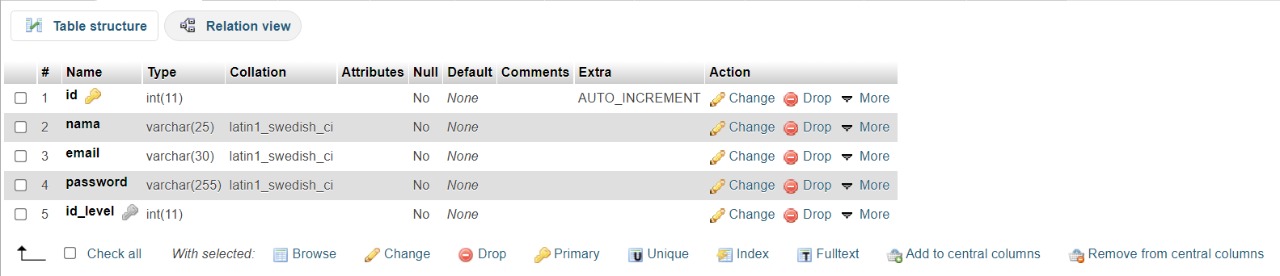 Table structure Relation view
# Name Type Collation Attributes Null Default Comments Extra Action
1 id int(11) No None AUTO_INCREMENT Change Drop More
2 nama varchar(25) latin1_swedish_ci No None Change Drop More
3 email varchar(30) latin1_swedish_ci No None Change Drop More
4 password varchar(255) latin1_swedish_ci No None Change Drop More
5 id_level int(11) No None Change Drop More
Check all With selected: Browse Change Drop Primary Unique Index Fulltext Add to central columns Remove from central columns